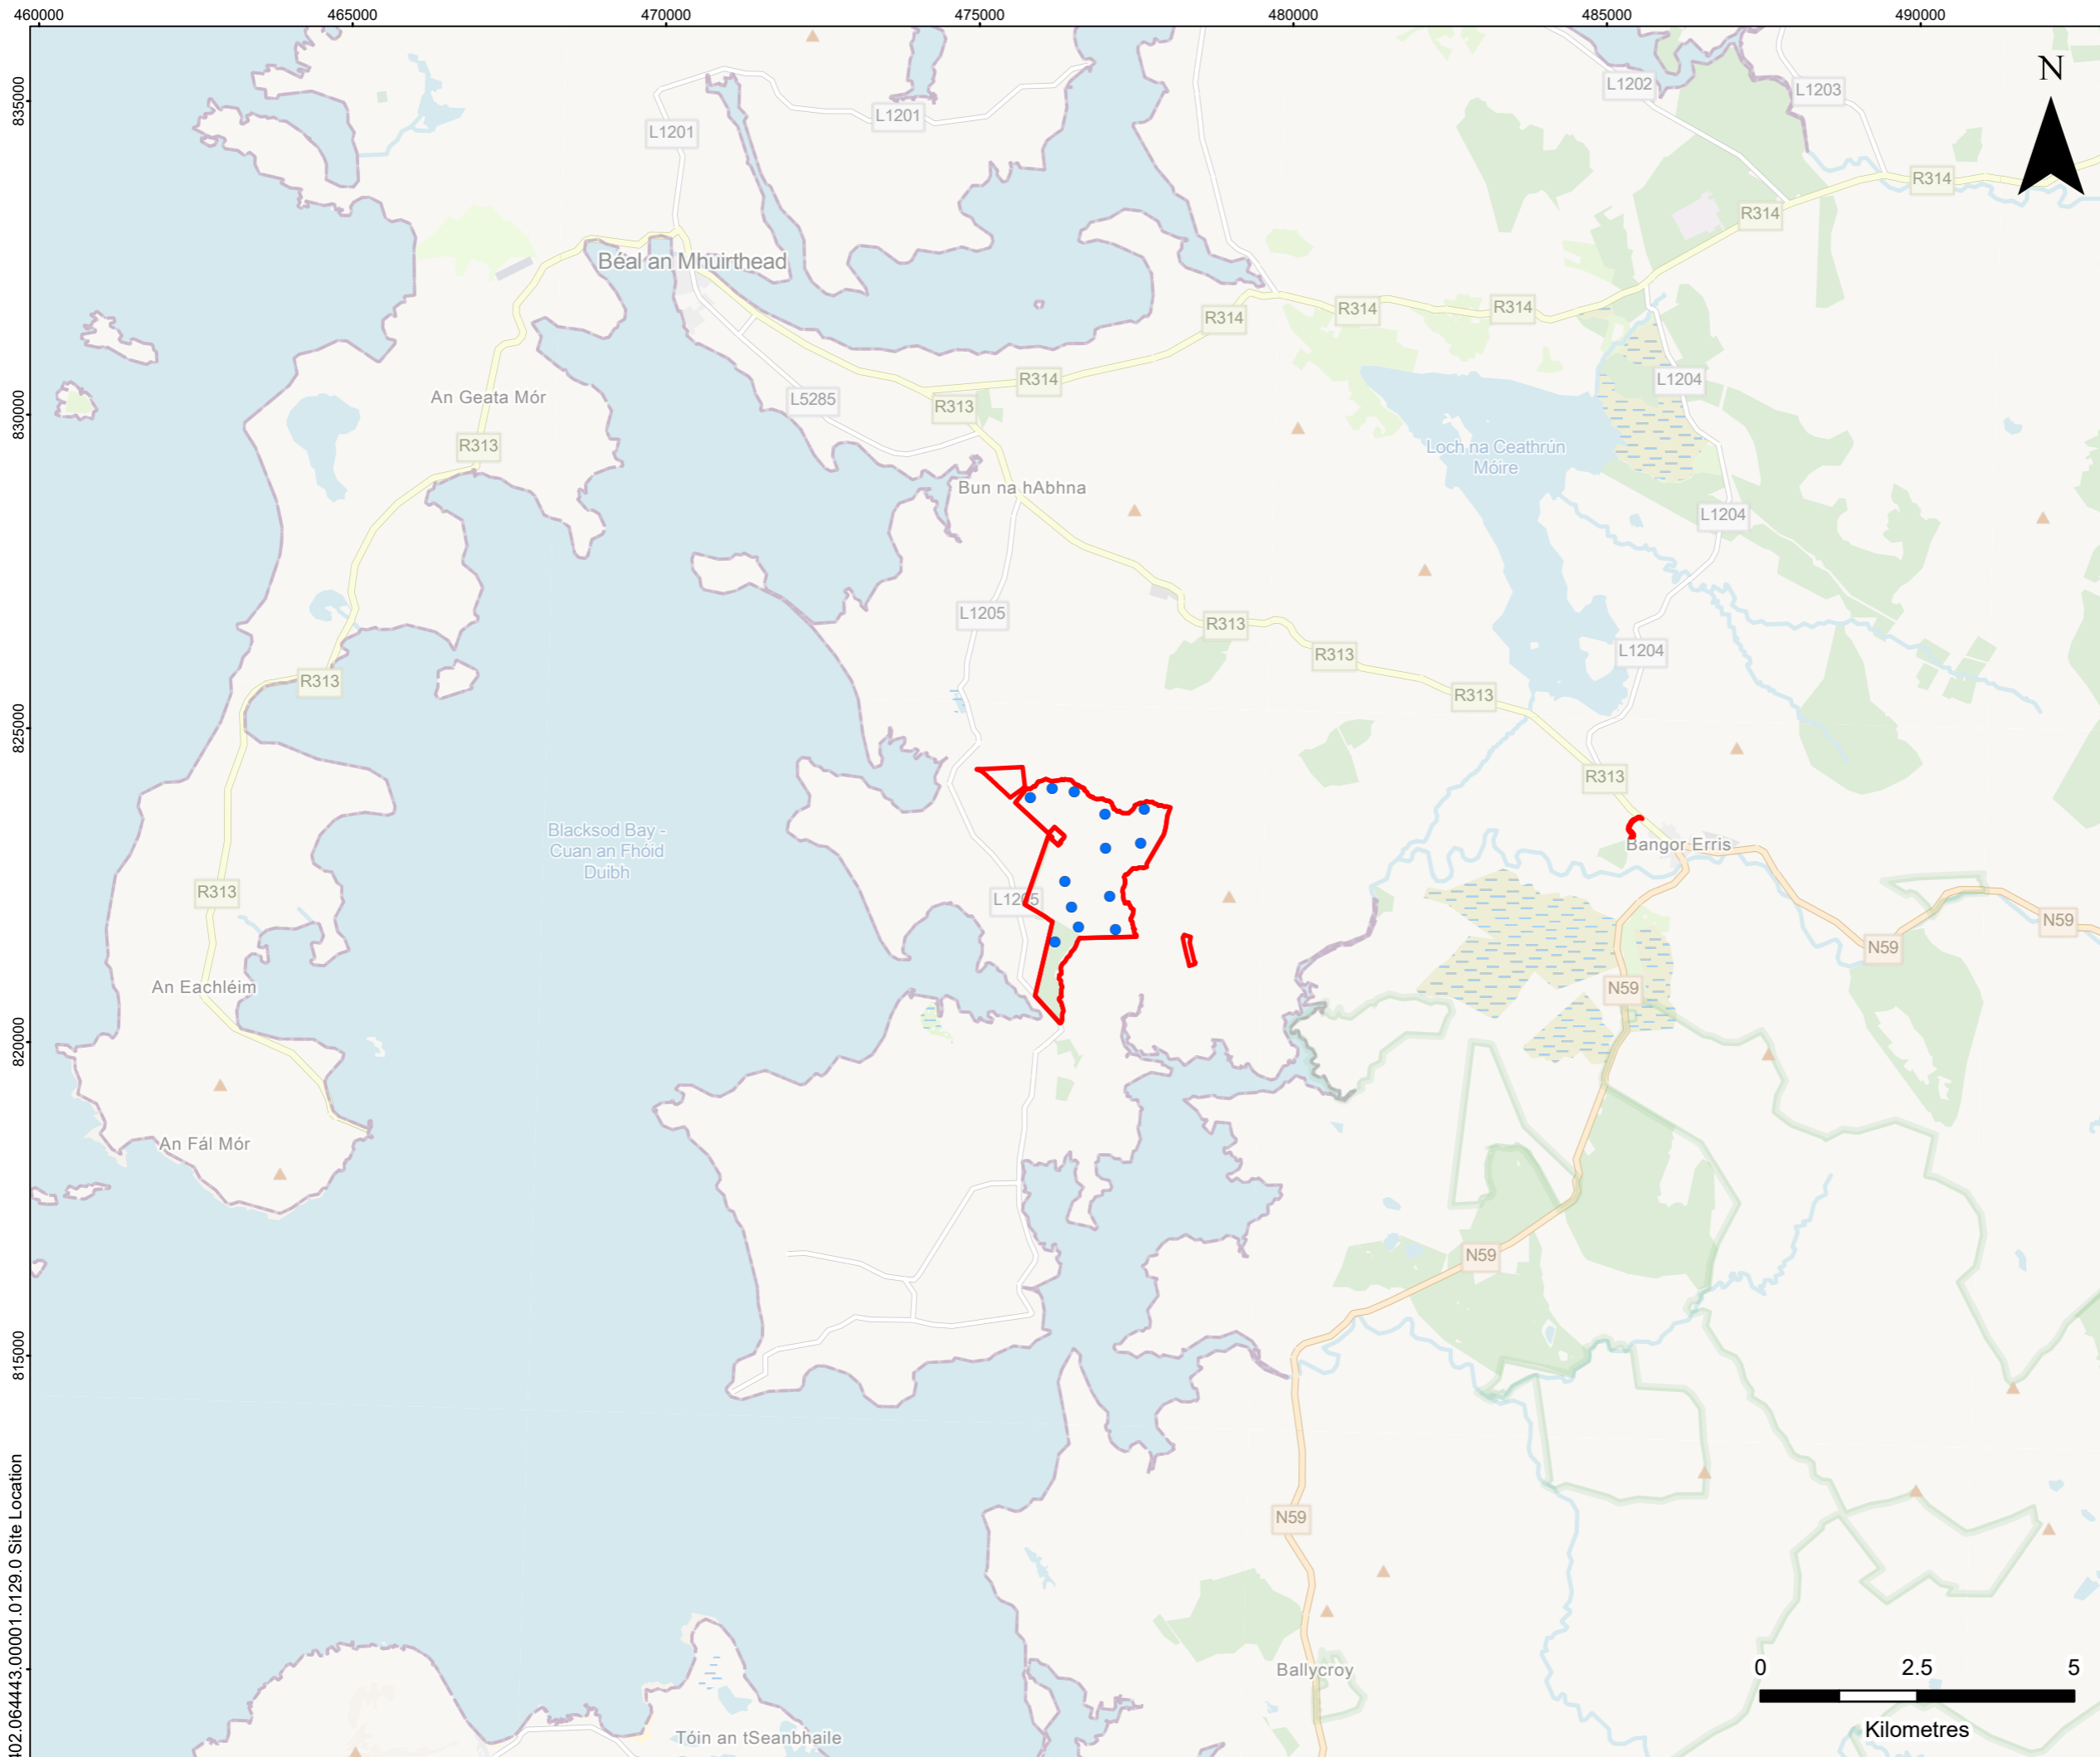 460000
465000
470000
475000
480000
485000
490000
835000
830000
825000
820000
815000
N
L1202
L1203
L1201
L1201
R314
R314
Béal an Mhuirthead
R314
R314
R314
R314
L1204
An Geata Mór
L5285
R313
R313
Loch na Ceathrún
Móire
Bun na hAbhna
L1204
L1205
R313
R313
L1204
R313
R313
R313
Blacksod Bay -
Cuan an Fhóid
Duibh
Bangor Erris
R313
L1205
N59
N59
An Eachléim
N59
An Fál Mór
N59
N59
Ballycroy
Tóin an tSeanbhaile
0 2.5 5
Kilometres
402.064443.00001.0129.0 Site Location